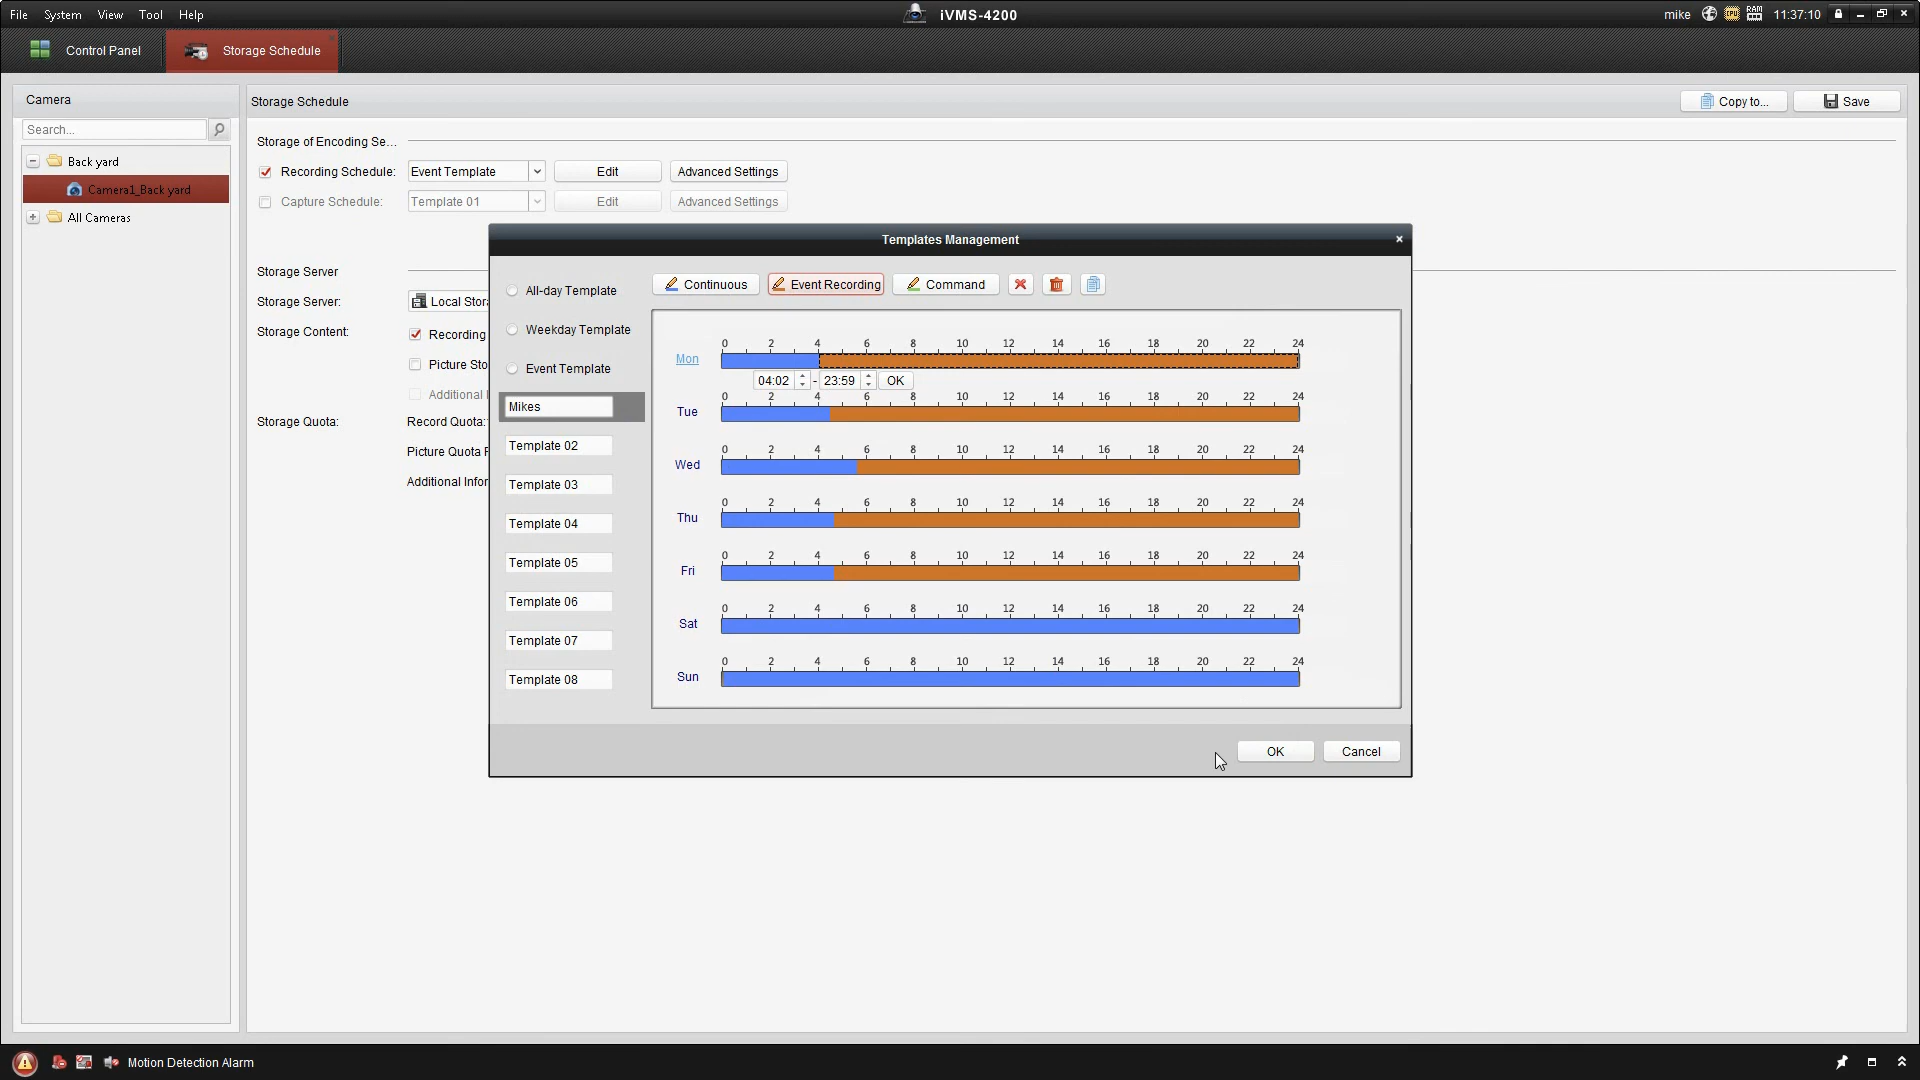 File System View Tool Help
iVMS-4200
mike 11:37:10
Control Panel
Storage Schedule
Camera
Search...
Back yard
Camera1_Back yard
All Cameras
Storage Schedule
Copy to...
Save
Storage of Encoding Se...
Recording Schedule: Event Template Edit Advanced Settings
Capture Schedule: Template 01 Edit Advanced Settings
Storage Server
Storage Server: Local Stora
Storage Content: Recording
Picture Sto
Additional I
Storage Quota: Record Quota:
Picture Quota
Additional Infor
Templates Management
All-day Template
Weekday Template
Event Template
Mikes
Template 02
Template 03
Template 04
Template 05
Template 06
Template 07
Template 08
Continuous Event Recording Command
0 2 4 6 8 10 12 14 16 18 20 22 24
Mon
04:02 - 23:59 OK
0 2 4 6 8 10 12 14 16 18 20 22 24
Tue
0 2 4 6 8 10 12 14 16 18 20 22 24
Wed
0 2 4 6 8 10 12 14 16 18 20 22 24
Thu
0 2 4 6 8 10 12 14 16 18 20 22 24
Fri
0 2 4 6 8 10 12 14 16 18 20 22 24
Sat
0 2 4 6 8 10 12 14 16 18 20 22 24
Sun
OK Cancel
Motion Detection Alarm